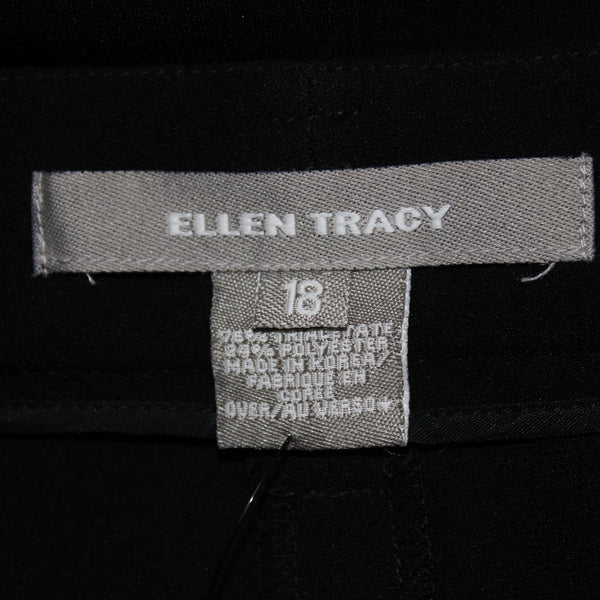 ELLEN TRACY
18
TRIACETATE
POLYESTER
MADE IN KOREA/
FABRIQUE EN
COREE
OVER/AU VERSO